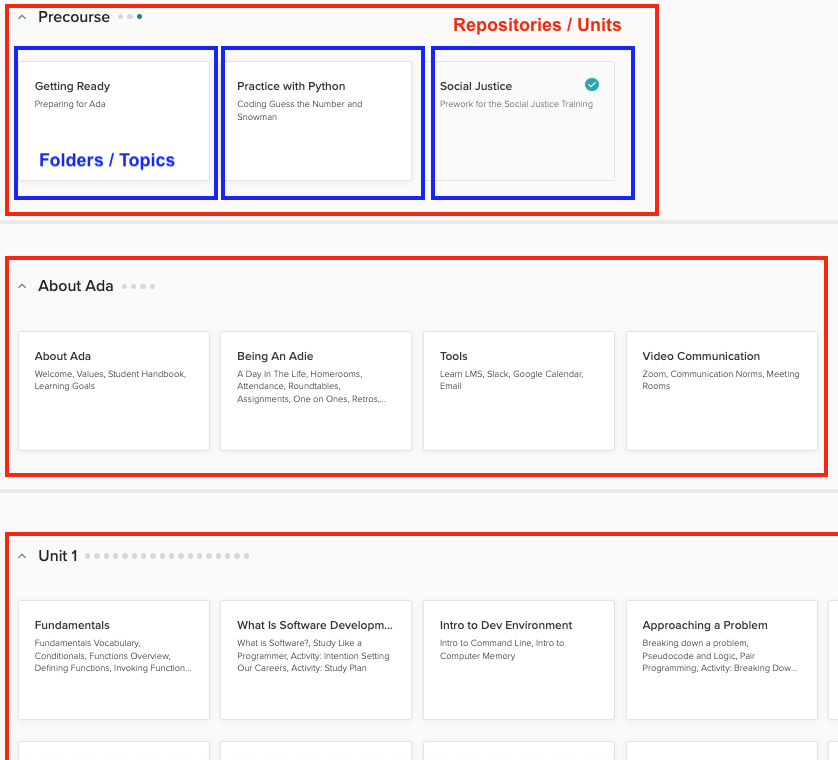 Precourse
Repositories / Units
Getting Ready
Preparing for Ada
Folders / Topics
Practice with Python
Coding Guess the Number and
Snowman
Social Justice
Prework for the Social Justice Training
About Ada
About Ada
Welcome, Values, Student Handbook,
Learning Goals
Being An Adie
A Day In The Life, Homerooms,
Attendance, Roundtables,
Assignments, One on Ones, Retros,...
Tools
Learn LMS, Slack, Google Calendar,
Email
Video Communication
Zoom, Communication Norms, Meeting
Rooms
Unit 1
Fundamentals
Fundamentals Vocabulary,
Conditionals, Functions Overview,
Defining Functions, Invoking Function...
What Is Software Developm...
What is Software?, Study Like a
Programmer, Activity: Intention Setting
Our Careers, Activity: Study Plan
Intro to Dev Environment
Intro to Command Line, Intro to
Computer Memory
Approaching a Problem
Breaking down a problem,
Pseudocode and Logic, Pair
Programming, Activity: Breaking Dow...